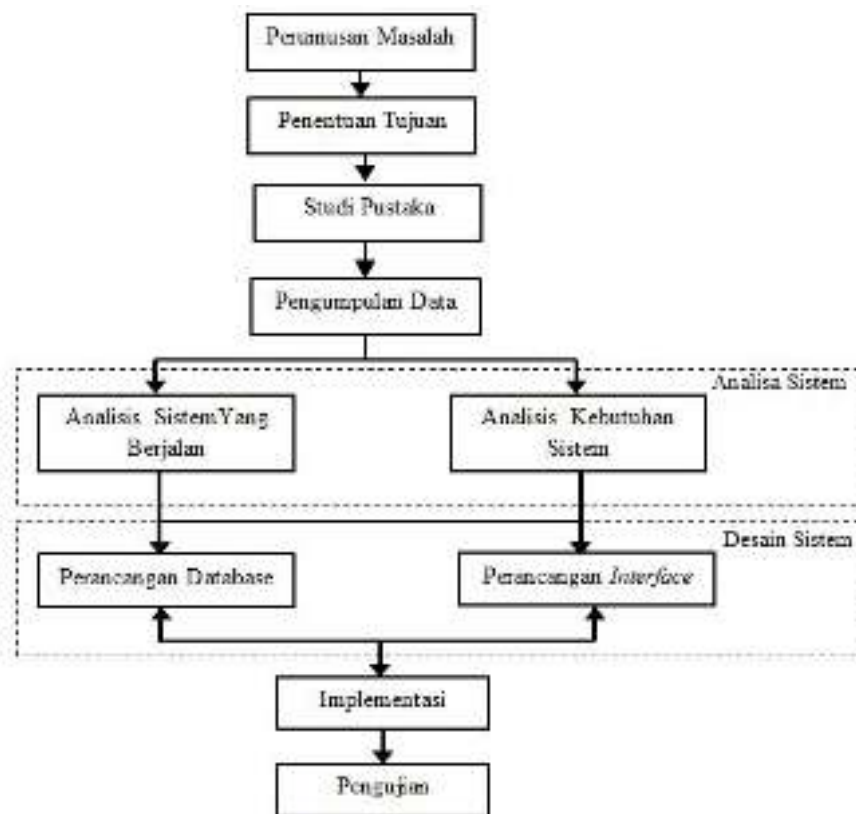 Perumusan Masalah
Penentuan Tujuan
Studi Pustaka
Pengumpulan Data
Analisa Sistem
Analisis SistemYang
Berjalan
Analisis Kebutuhan
Sistem
Desain Sistem
Perancangan Database
Perancangan Interface
Implementasi
Pengujian